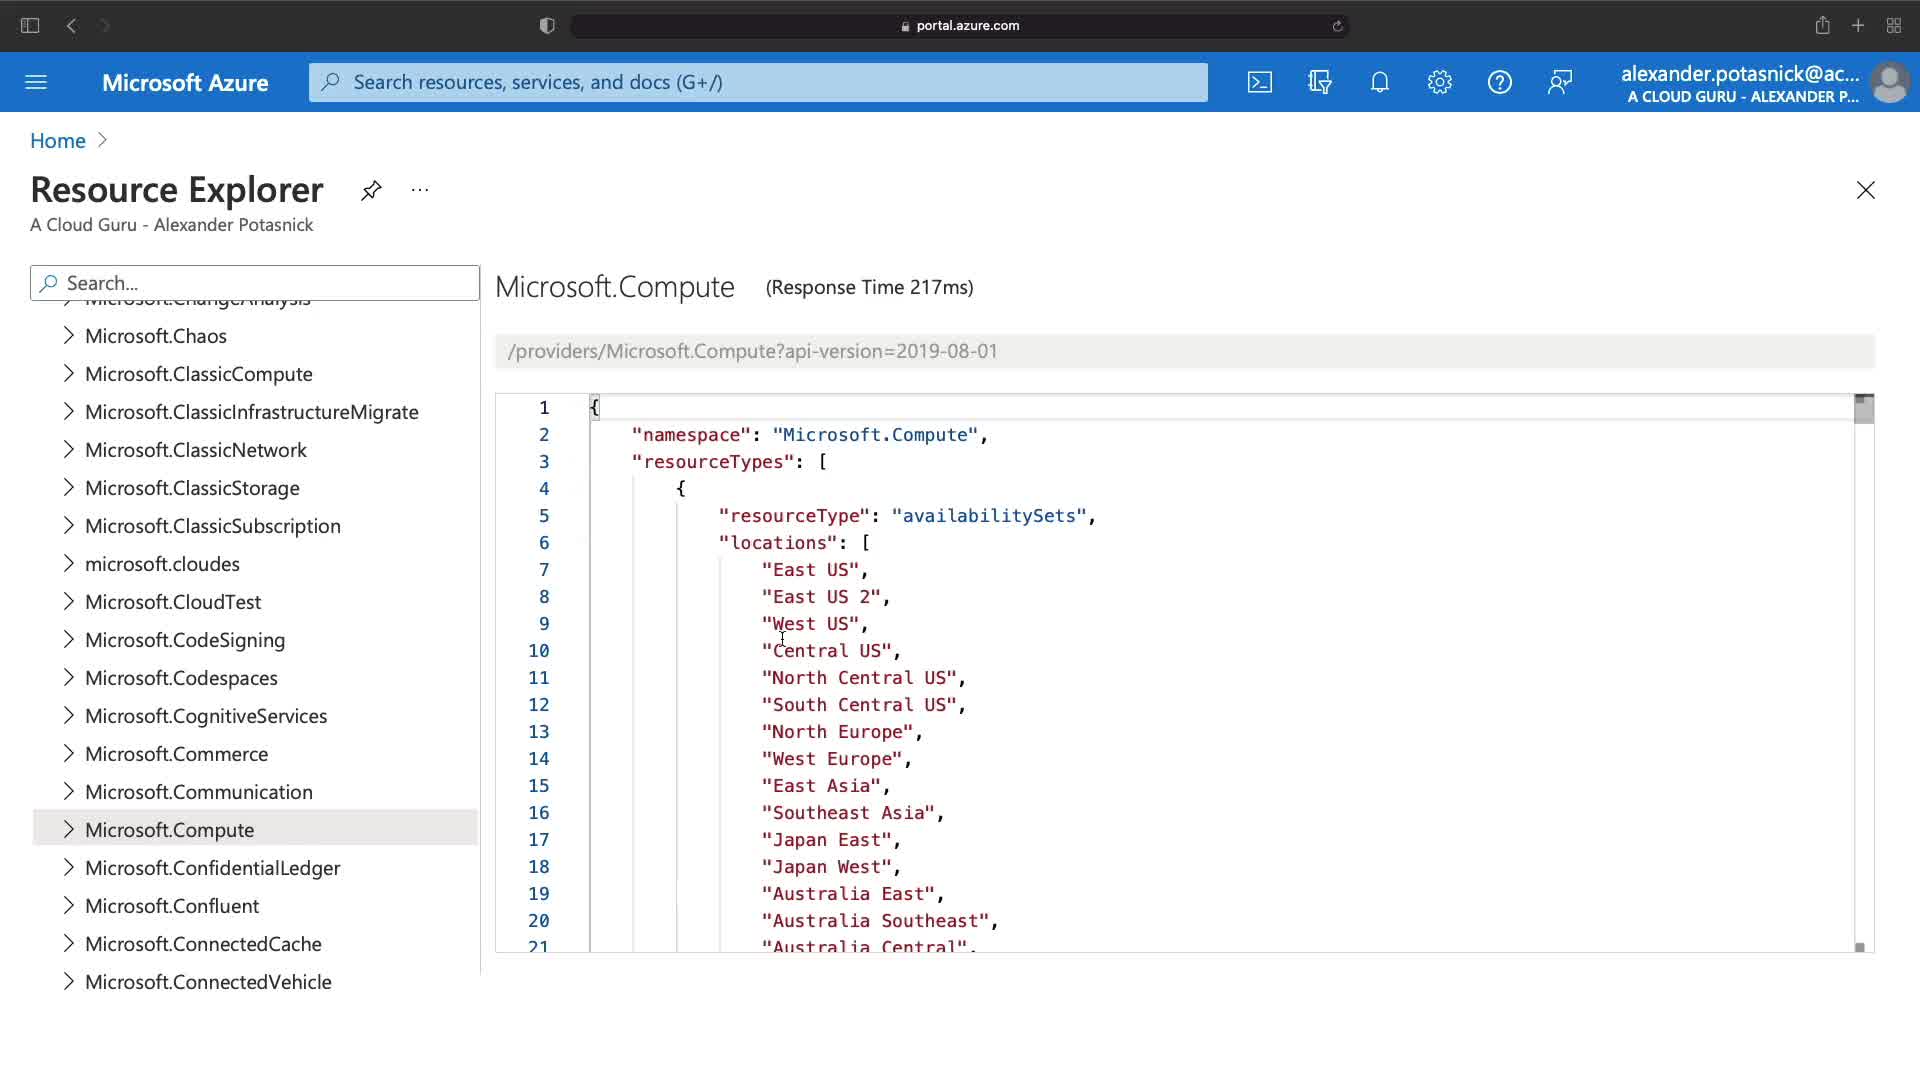 portal.azure.com
Microsoft Azure
Search resources, services, and docs (G+/)
alexander.potasnick@ac...
A CLOUD GURU - ALEXANDER P...
Home
Resource Explorer
...
A Cloud Guru - Alexander Potasnick
Search...
Microsoft.ChangeAnalysis
Microsoft.Chaos
Microsoft.ClassicCompute
Microsoft.ClassicInfrastructureMigrate
Microsoft.ClassicNetwork
Microsoft.ClassicStorage
Microsoft.ClassicSubscription
microsoft.cloudes
Microsoft.CloudTest
Microsoft.CodeSigning
Microsoft.Codespaces
Microsoft.CognitiveServices
Microsoft.Commerce
Microsoft.Communication
Microsoft.Compute
Microsoft.ConfidentialLedger
Microsoft.Confluent
Microsoft.ConnectedCache
Microsoft.ConnectedVehicle
Microsoft.Compute (Response Time 217ms)
/providers/Microsoft.Compute?api-version=2019-08-01
1 {
2 "namespace": "Microsoft.Compute",
3 "resourceTypes": [
4 {
5 "resourceType": "availabilitySets",
6 "locations": [
7 "East US",
8 "East US 2",
9 "West US",
10 "Central US",
11 "North Central US",
12 "South Central US",
13 "North Europe",
14 "West Europe",
15 "East Asia",
16 "Southeast Asia",
17 "Japan East",
18 "Japan West",
19 "Australia East",
20 "Australia Southeast",
21 "Australia Central",